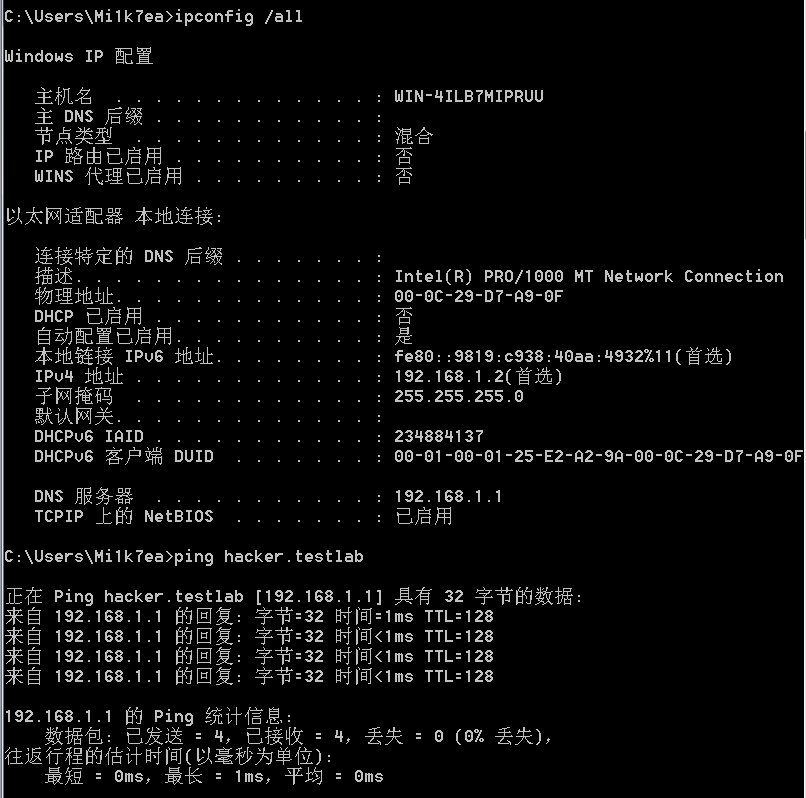 C:\Users\Mi1k7ea>ipconfig /all
Windows IP 配置
   主机名  . . . . . . . . . . . . . : WIN-4ILB7MIPRUU
   主 DNS 后缀 . . . . . . . . . . . :
   节点类型  . . . . . . . . . . . . : 混合
   IP 路由已启用 . . . . . . . . . . : 否
   WINS 代理已启用 . . . . . . . . . : 否
以太网适配器 本地连接:
   连接特定的 DNS 后缀 . . . . . . . :
   描述. . . . . . . . . . . . . . . : Intel(R) PRO/1000 MT Network Connection
   物理地址. . . . . . . . . . . . . : 00-0C-29-D7-A9-0F
   DHCP 已启用 . . . . . . . . . . . : 否
   自动配置已启用. . . . . . . . . . : 是
   本地链接 IPv6 地址. . . . . . . . : fe80::9819:c938:40aa:4932%11(首选)
   IPv4 地址 . . . . . . . . . . . . : 192.168.1.2(首选)
   子网掩码  . . . . . . . . . . . . : 255.255.255.0
   默认网关. . . . . . . . . . . . . :
   DHCPv6 IAID . . . . . . . . . . . : 234884137
   DHCPv6 客户端 DUID  . . . . . . . : 00-01-00-01-25-E2-A2-9A-00-0C-29-D7-A9-0F
   DNS 服务器  . . . . . . . . . . . : 192.168.1.1
   TCPIP 上的 NetBIOS  . . . . . . . : 已启用
C:\Users\Mi1k7ea>ping hacker.testlab
正在 Ping hacker.testlab [192.168.1.1] 具有 32 字节的数据:
来自 192.168.1.1 的回复: 字节=32 时间=1ms TTL=128
来自 192.168.1.1 的回复: 字节=32 时间<1ms TTL=128
来自 192.168.1.1 的回复: 字节=32 时间<1ms TTL=128
来自 192.168.1.1 的回复: 字节=32 时间<1ms TTL=128
192.168.1.1 的 Ping 统计信息:
    数据包: 已发送 = 4，已接收 = 4，丢失 = 0 (0% 丢失)，
往返行程的估计时间(以毫秒为单位):
    最短 = 0ms，最长 = 1ms，平均 = 0ms